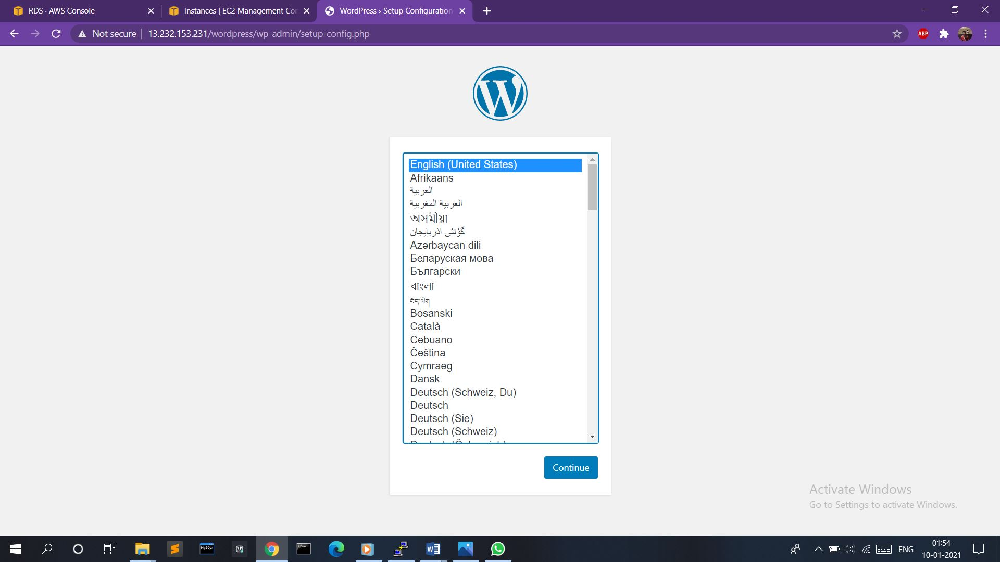 RDS · AWS Console
Instances | EC2 Management Con
WordPress › Setup Configuration
Not secure
13.232.153.231/wordpress/wp-admin/setup-config.php
ABP
English (United States)
Afrikaans
العربية
العربية المغربية
অসমীয়া
گؤنئی آذربایجان
Azərbaycan dili
Беларуская мова
Български
বাংলা
བོད་ཡིག
Bosanski
Català
Cebuano
Čeština
Cymraeg
Dansk
Deutsch (Schweiz, Du)
Deutsch
Deutsch (Sie)
Deutsch (Schweiz)
Continue
Activate Windows
Go to Settings to activate Windows.
MySQL
ENG
01:54
10-01-2021